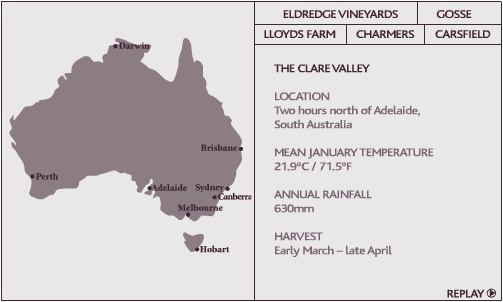 Darwin
Brisbane
Perth
Adelaide
Sydney
Canberra
Melbourne
Hobart
ELDREDGE VINEYARDS
GOSSE
LLOYDS FARM
CHARMERS
CARSFIELD
THE CLARE VALLEY
LOCATION
Two hours north of Adelaide,
South Australia
MEAN JANUARY TEMPERATURE
21.9°C / 71.5°F
ANNUAL RAINFALL
630mm
HARVEST
Early March – late April
REPLAY